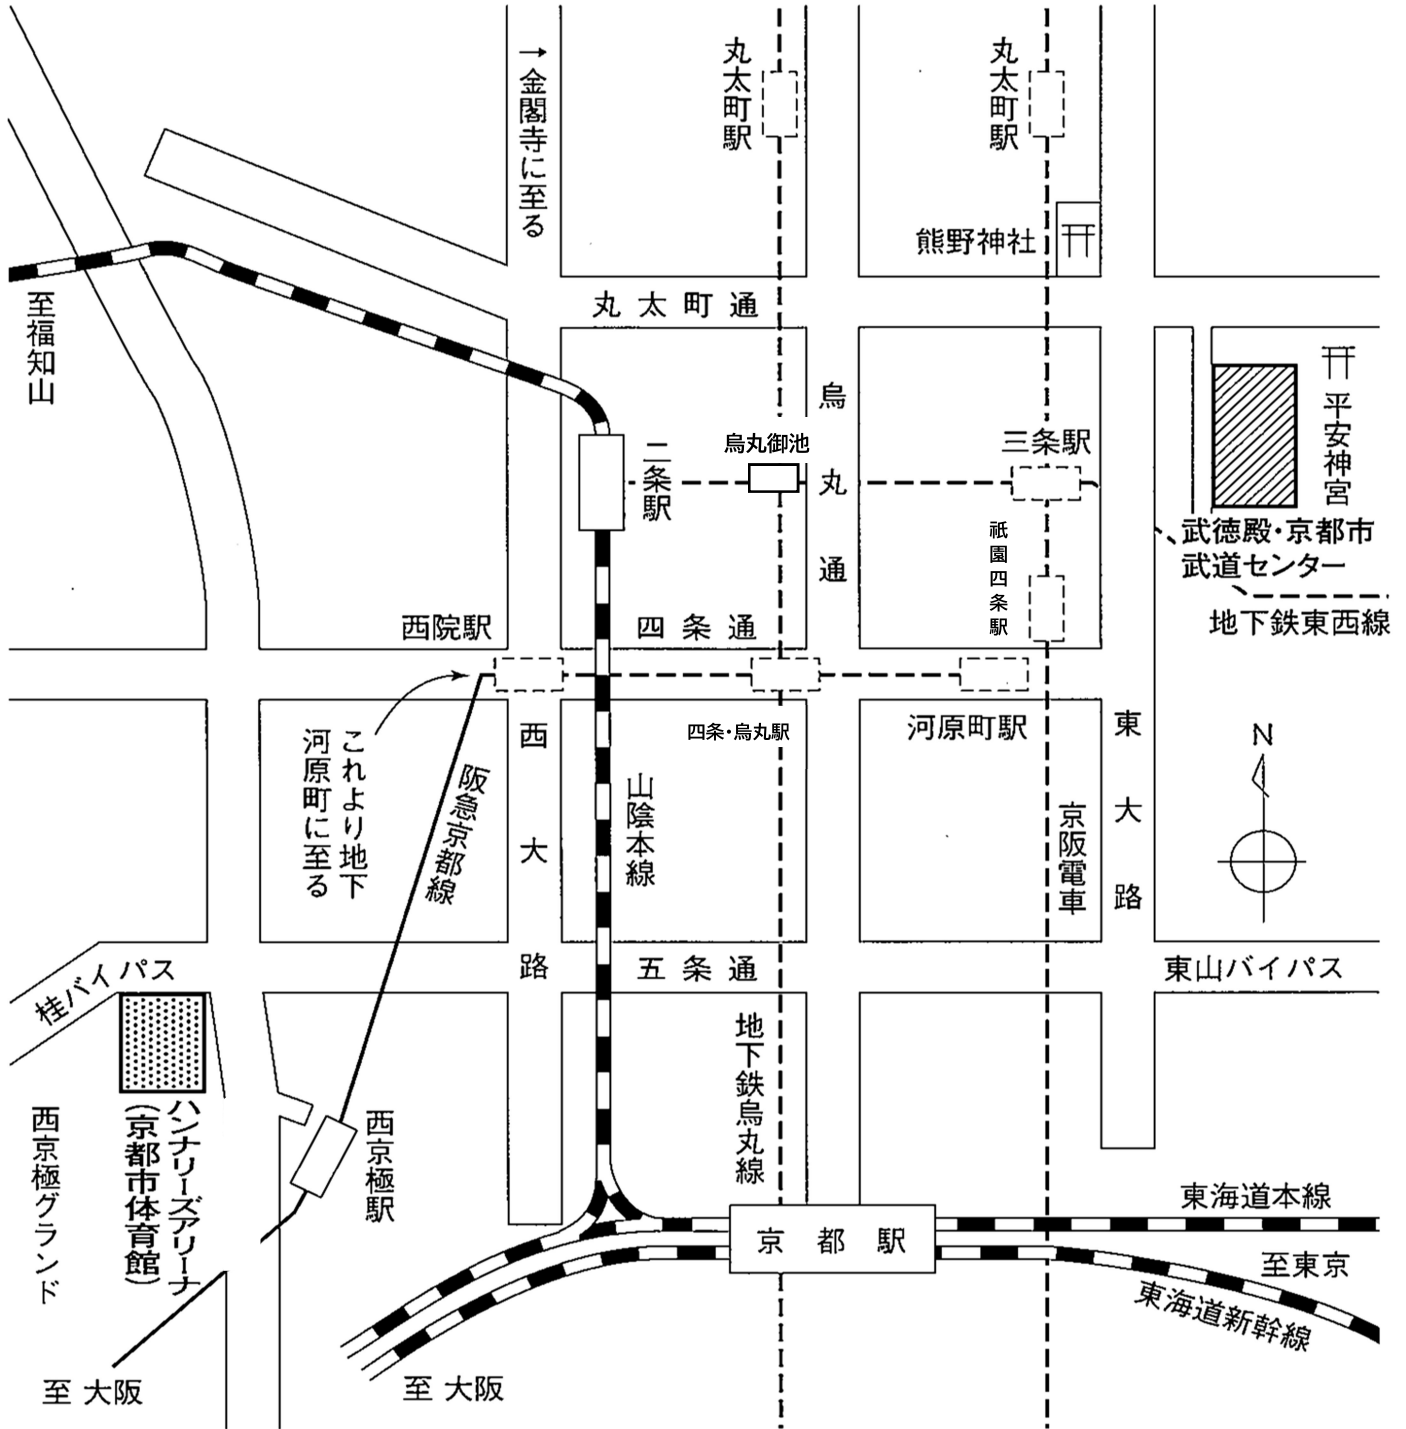 →金閣寺に至る
丸太町駅
丸太町駅
熊野神社
丸太町通
至福知山
烏丸通
平安神宮
二条駅
烏丸御池
三条駅
祇園四条駅
武徳殿・京都市
武道センター
地下鉄東西線
西院駅
四条通
これより地下
河原町に至る
阪急京都線
西大路
山陰本線
四条・烏丸駅
河原町駅
東大路
京阪電車
N
桂バイパス
五条通
東山バイパス
西京極グランド
ハンナリーズアリーナ
(京都市体育館)
西京極駅
地下鉄烏丸線
京都駅
東海道本線
至東京
東海道新幹線
至 大阪
至 大阪